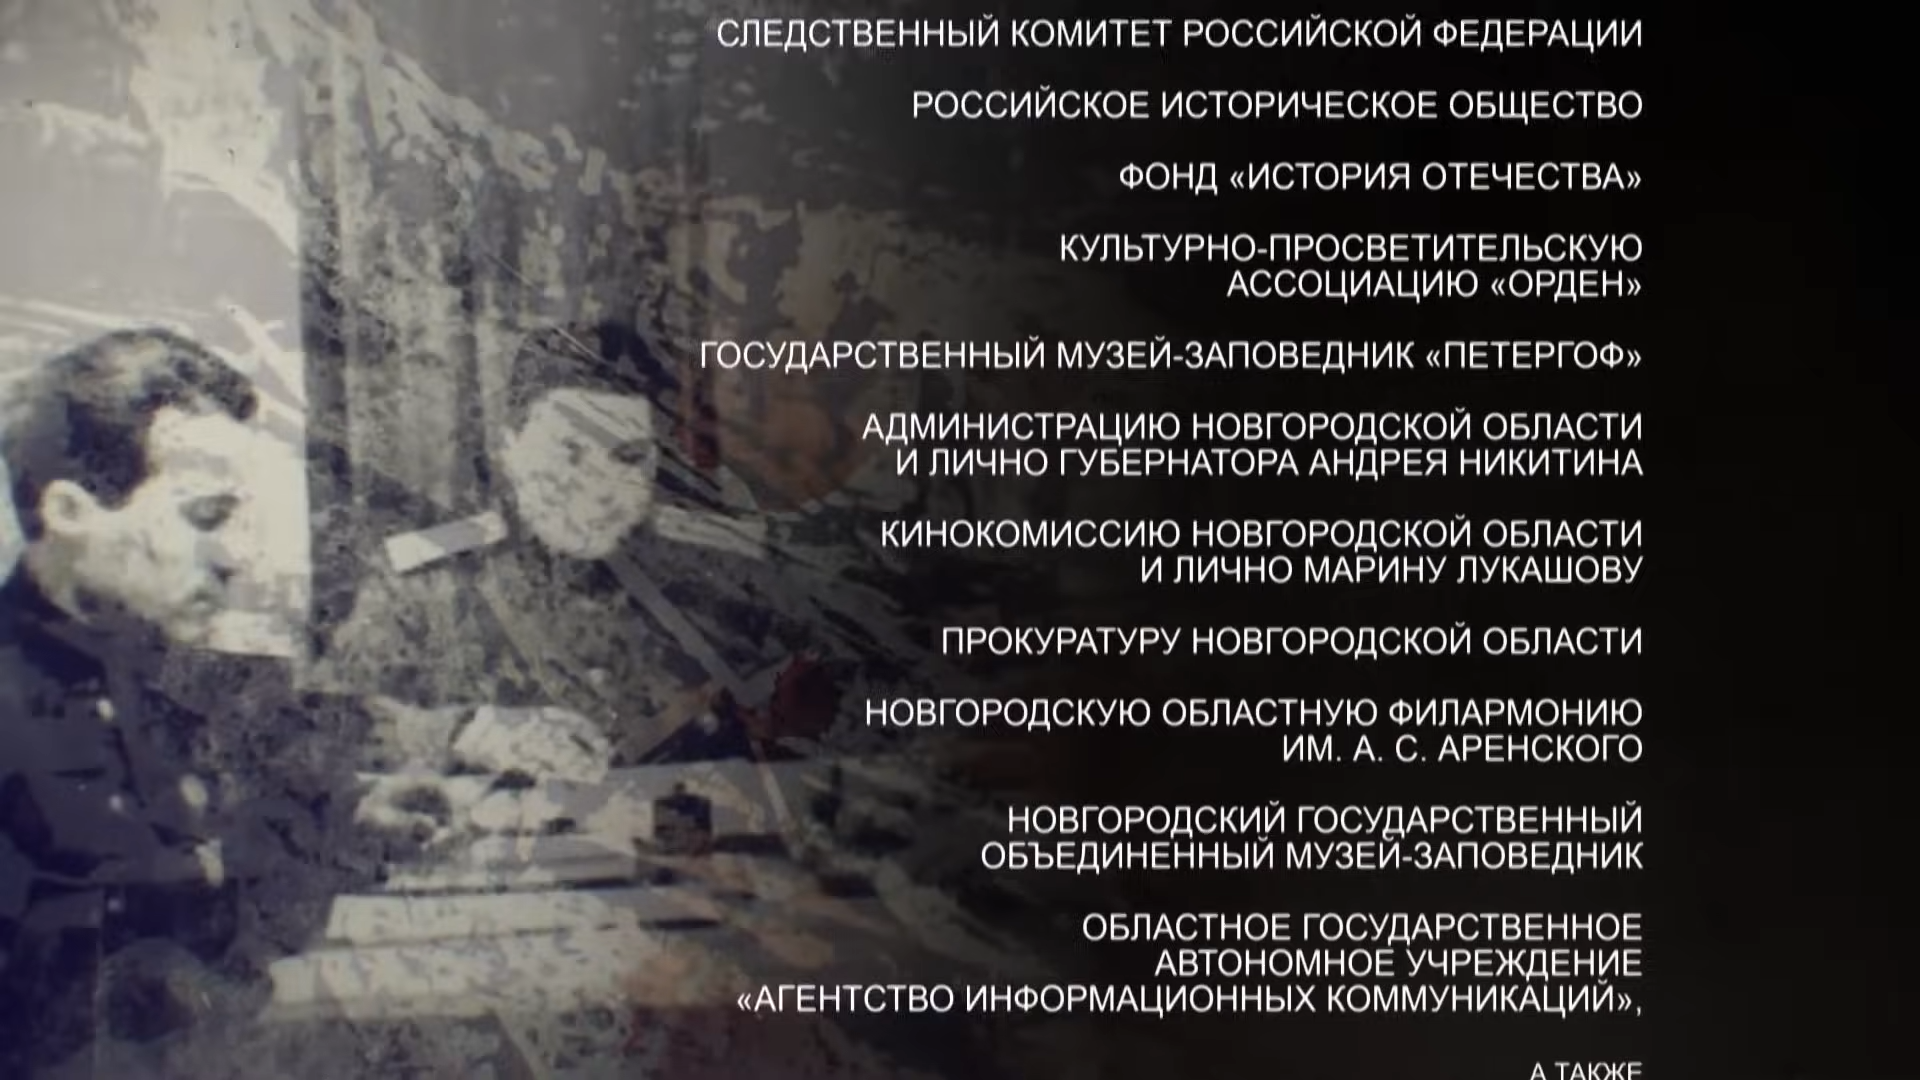 СЛЕДСТВЕННЫЙ КОМИТЕТ РОССИЙСКОЙ ФЕДЕРАЦИИ
РОССИЙСКОЕ ИСТОРИЧЕСКОЕ ОБЩЕСТВО
ФОНД «ИСТОРИЯ ОТЕЧЕСТВА»
КУЛЬТУРНО-ПРОСВЕТИТЕЛЬСКУЮ
АССОЦИАЦИЮ «ОРДЕН»
ГОСУДАРСТВЕННЫЙ МУЗЕЙ-ЗАПОВЕДНИК «ПЕТЕРГОФ»
АДМИНИСТРАЦИЮ НОВГОРОДСКОЙ ОБЛАСТИ
И ЛИЧНО ГУБЕРНАТОРА АНДРЕЯ НИКИТИНА
КИНОКОМИССИЮ НОВГОРОДСКОЙ ОБЛАСТИ
И ЛИЧНО МАРИНУ ЛУКАШОВУ
ПРОКУРАТУРУ НОВГОРОДСКОЙ ОБЛАСТИ
НОВГОРОДСКУЮ ОБЛАСТНУЮ ФИЛАРМОНИЮ
ИМ. А. С. АРЕНСКОГО
НОВГОРОДСКИЙ ГОСУДАРСТВЕННЫЙ
ОБЪЕДИНЕННЫЙ МУЗЕЙ-ЗАПОВЕДНИК
ОБЛАСТНОЕ ГОСУДАРСТВЕННОЕ
АВТОНОМНОЕ УЧРЕЖДЕНИЕ
«АГЕНТСТВО ИНФОРМАЦИОННЫХ КОММУНИКАЦИЙ»,
А ТАКЖЕ